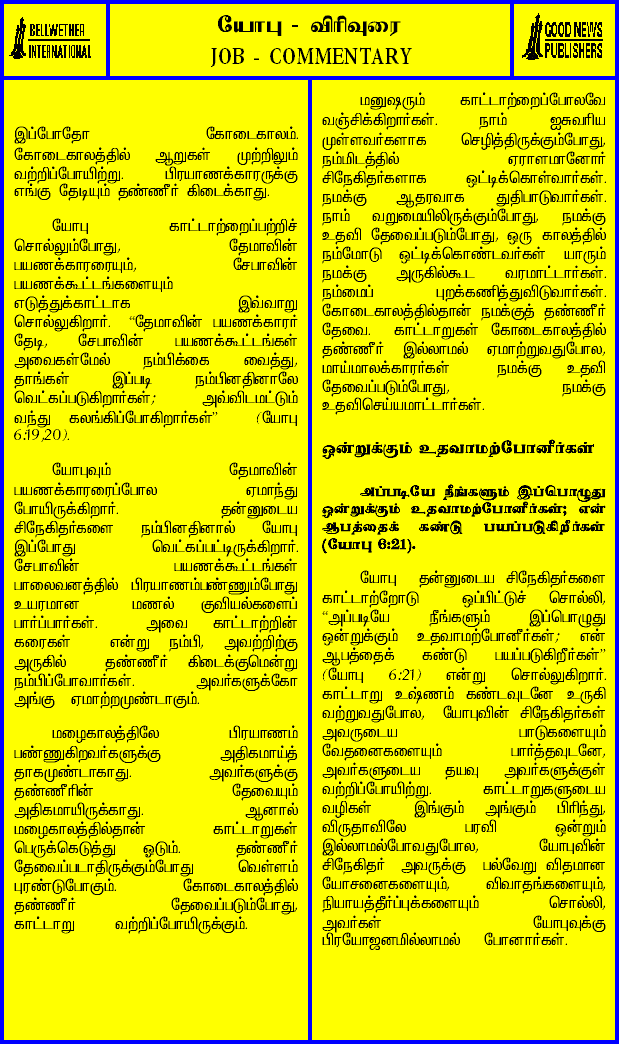 BELLWETHER
INTERNATIONAL
யோபு - விரிவுரை
JOB - COMMENTARY
GOOD NEWS
PUBLISHERS
இப்போதோ கோடைகாலம்.
கோடைகாலத்தில் ஆறுகள் முற்றிலும்
வற்றிப்போயிற்று. பிரயாணக்காரருக்கு
எங்கு தேடியும் தண்ணீர் கிடைக்காது.
யோபு காட்டாற்றைப்பற்றிச்
சொல்லும்போது, தேமாவின்
பயணக்காரரையும், சேபாவின்
பயணக்கூட்டங்களையும்
எடுத்துக்காட்டாக இவ்வாறு
சொல்லுகிறார். “தேமாவின் பயணக்காரர்
தேடி, சேபாவின் பயணக்கூட்டங்கள்
அவைகள்மேல் நம்பிக்கை வைத்து,
தாங்கள் இப்படி நம்பினதினாலே
வெட்கப்படுகிறார்கள்; அவ்விடமட்டும்
வந்து கலங்கிப்போகிறார்கள்” (யோபு
6:19,20).
யோபுவும் தேமாவின்
பயணக்காரரைப்போல ஏமாந்து
போயிருக்கிறார். தன்னுடைய
சிநேகிதர்களை நம்பினதினால் யோபு
இப்போது வெட்கப்பட்டிருக்கிறார்.
சேபாவின் பயணக்கூட்டங்கள்
பாலைவனத்தில் பிரயாணம்பண்ணும்போது
உயரமான மணல் குவியல்களைப்
பார்ப்பார்கள். அவை காட்டாற்றின்
கரைகள் என்று நம்பி, அவற்றிற்கு
அருகில் தண்ணீர் கிடைக்குமென்று
நம்பிப்போவார்கள். அவர்களுக்கோ
அங்கு ஏமாற்றமுண்டாகும்.
மழைகாலத்திலே பிரயாணம்
பண்ணுகிறவர்களுக்கு அதிகமாய்த்
தாகமுண்டாகாது. அவர்களுக்கு
தண்ணீரின் தேவையும்
அதிகமாயிருக்காது. ஆனால்
மழைகாலத்தில்தான் காட்டாறுகள்
பெருக்கெடுத்து ஓடும். தண்ணீர்
தேவைப்படாதிருக்கும்போது வெள்ளம்
புரண்டுபோகும். கோடைகாலத்தில்
தண்ணீர் தேவைப்படும்போது,
காட்டாறு வற்றிப்போயிருக்கும்.
மனுஷரும் காட்டாற்றைப்போலவே
வஞ்சிக்கிறார்கள். நாம் ஐசுவரிய
முள்ளவர்களாக செழித்திருக்கும்போது,
நம்மிடத்தில் ஏராளமானோர்
சிநேகிதர்களாக ஒட்டிக்கொள்வார்கள்.
நமக்கு ஆதரவாக துதிபாடுவார்கள்.
நாம் வறுமையிலிருக்கும்போது, நமக்கு
உதவி தேவைப்படும்போது, ஒரு காலத்தில்
நம்மோடு ஒட்டிக்கொண்டவர்கள் யாரும்
நமக்கு அருகில்கூட வரமாட்டார்கள்.
நம்மைப் புறக்கணித்துவிடுவார்கள்.
கோடைகாலத்தில்தான் நமக்குத் தண்ணீர்
தேவை. காட்டாறுகள் கோடைகாலத்தில்
தண்ணீர் இல்லாமல் ஏமாற்றுவதுபோல,
மாய்மாலக்காரர்கள் நமக்கு உதவி
தேவைப்படும்போது, நமக்கு
உதவிசெய்யமாட்டார்கள்.
ஒன்றுக்கும் உதவாமற்போனீர்கள்
அப்படியே நீங்களும் இப்பொழுது
ஒன்றுக்கும் உதவாமற்போனீர்கள்; என்
ஆபத்தைக் கண்டு பயப்படுகிறீர்கள்
(யோபு 6:21).
யோபு தன்னுடைய சிநேகிதர்களை
காட்டாற்றோடு ஒப்பிட்டுச் சொல்லி,
“அப்படியே நீங்களும் இப்பொழுது
ஒன்றுக்கும் உதவாமற்போனீர்கள்; என்
ஆபத்தைக் கண்டு பயப்படுகிறீர்கள்”
(யோபு 6:21) என்று சொல்லுகிறார்.
காட்டாறு உஷ்ணம் கண்டவுடனே உருகி
வற்றுவதுபோல, யோபுவின் சிநேகிதர்கள்
அவருடைய பாடுகளையும்
வேதனைகளையும் பார்த்தவுடனே,
அவர்களுடைய தயவு அவர்களுக்குள்
வற்றிப்போயிற்று. காட்டாறுகளுடைய
வழிகள் இங்கும் அங்கும் பிரிந்து,
விருதாவிலே பரவி ஒன்றும்
இல்லாமல்போவதுபோல, யோபுவின்
சிநேகிதர் அவருக்கு பல்வேறு விதமான
யோசனைகளையும், விவாதங்களையும்,
நியாயத்தீர்ப்புக்களையும் சொல்லி,
அவர்கள் யோபுவுக்கு
பிரயோஜனமில்லாமல் போனார்கள்.